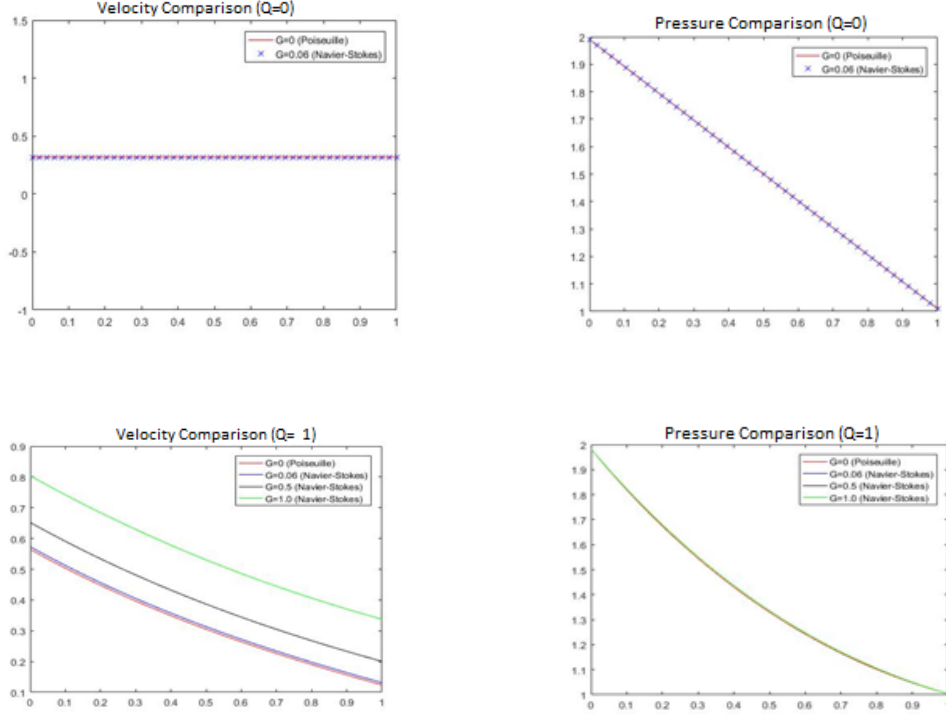 Velocity Comparison (Q=0)
1.5
1
0.5
0
-0.5
-1
0 0.1 0.2 0.3 0.4 0.5 0.6 0.7 0.8 0.9 1
G=0 (Poiseuille)
G=0.06 (Navier-Stokes)
Pressure Comparison (Q=0)
2
1.9
1.8
1.7
1.6
1.5
1.4
1.3
1.2
1.1
1
0 0.1 0.2 0.3 0.4 0.5 0.6 0.7 0.8 0.9 1
G=0 (Poiseuille)
G=0.06 (Navier-Stokes)
Velocity Comparison (Q= 1)
0.9
0.8
0.7
0.6
0.5
0.4
0.3
0.2
0.1
0 0.1 0.2 0.3 0.4 0.5 0.6 0.7 0.8 0.9 1
G=0 (Poiseuille)
G=0.06 (Navier-Stokes)
G=0.5 (Navier-Stokes)
G=1.0 (Navier-Stokes)
Pressure Comparison (Q=1)
2
1.9
1.8
1.7
1.6
1.5
1.4
1.3
1.2
1.1
1
0 0.1 0.2 0.3 0.4 0.5 0.6 0.7 0.8 0.9
G=0 (Poiseuille)
G=0.06 (Navier-Stokes)
G=0.5 (Navier-Stokes)
G=1.0 (Navier-Stokes)